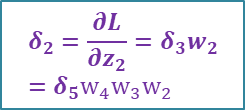 δ₂ = ∂L/∂z₂ = δ₃w₂
= δ₅w₄w₃w₂